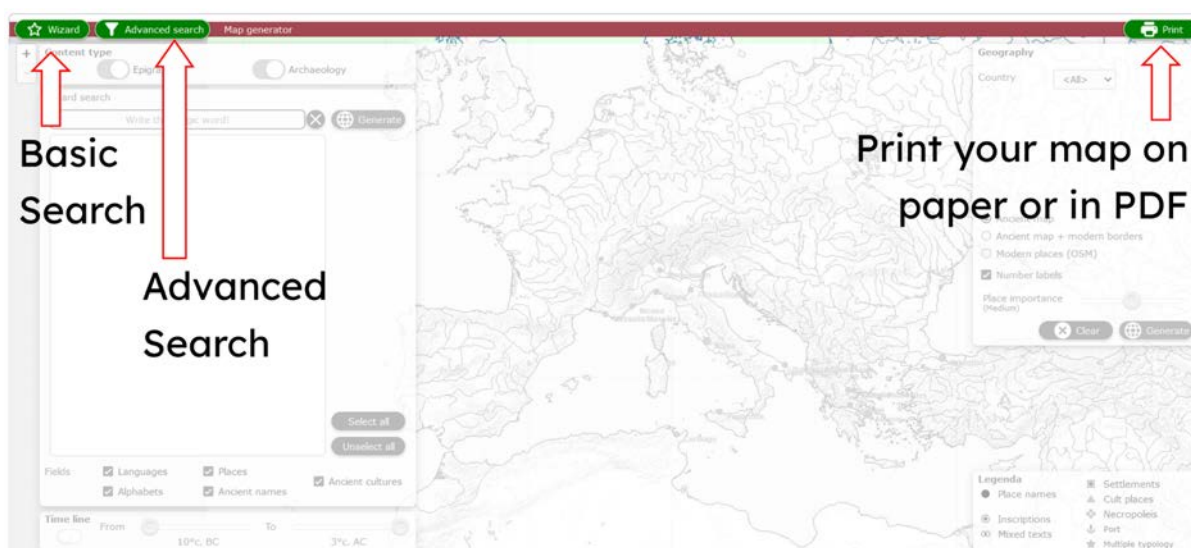 Wizard
Advanced search
Map generator
Print
Content type
Archaeology
Generate
Select all
Unselect all
Fields
Languages
Places
Ancient cultures
Alphabets
Ancient names
Time line
From
To
10°c. BC
3°c. AC
Basic
Search
Advanced
Search
Geography
Country
<All>
Print your map on
paper or in PDF
Ancient map + modern borders
Modern places (OSM)
Number labels
Place importance
(Medium)
Clear
Generate
Legenda
Place names
Inscriptions
Mixed texts
Settlements
Cult places
Necropoleis
Port
Multiple typology